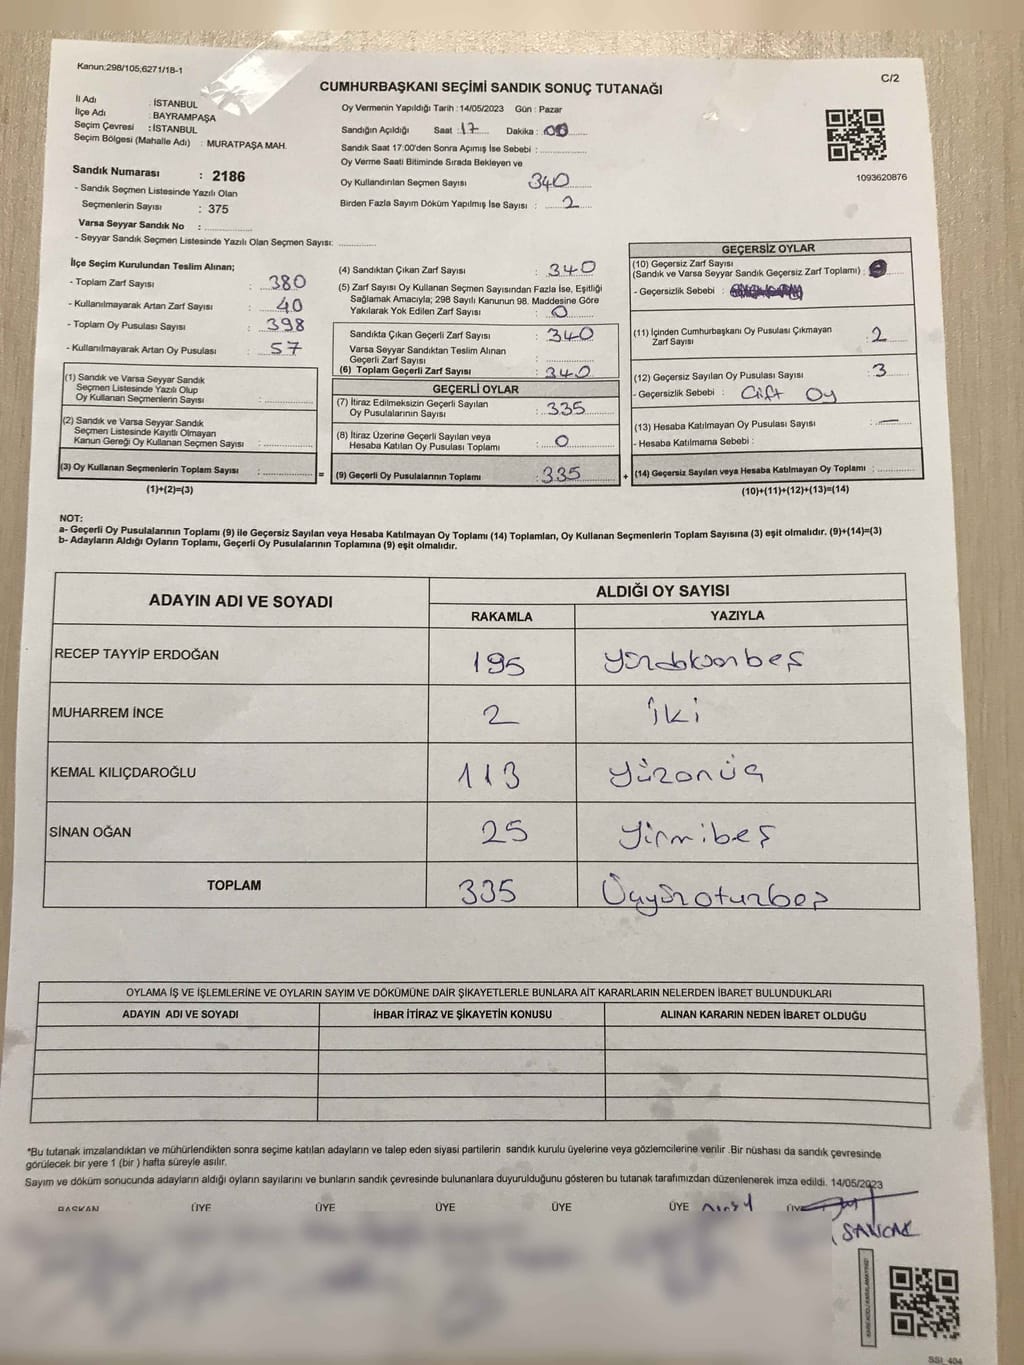 Kanun:298/105,6271/18-1
C/2
CUMHURBAŞKANI SEÇİMİ SANDIK SONUÇ TUTANAĞI
İl Adı : İSTANBUL
İlçe Adı : BAYRAMPAŞA
Seçim Çevresi : İSTANBUL
Seçim Bölgesi (Mahalle Adı) : MURATPAŞA MAH.
Sandık Numarası : 2186
- Sandık Seçmen Listesinde Yazılı Olan
Seçmenlerin Sayısı : 375
Varsa Seyyar Sandık No :
- Seyyar Sandık Seçmen Listesinde Yazılı Olan Seçmen Sayısı:
Oy Vermenin Yapıldığı Tarih : 14/05/2023 Gün : Pazar
Sandığın Açıldığı Saat : 17 Dakika : 00
Sandık Saat 17:00'den Sonra Açımış İse Sebebi :
Oy Verme Saati Bitiminde Sırada Bekleyen ve
Oy Kullandırılan Seçmen Sayısı 340
Birden Fazla Sayım Döküm Yapılmış İse Sayısı : 2
1093620876
İlçe Seçim Kurulundan Teslim Alınan;
- Toplam Zarf Sayısı : 380
- Kullanılmayarak Artan Zarf Sayısı : 40
- Toplam Oy Pusulası Sayısı : 398
- Kullanılmayarak Artan Oy Pusulası : 57
(1) Sandık ve Varsa Seyyar Sandık
Seçmen Listesinde Yazılı Olup
Oy Kullanan Seçmenlerin Sayısı :
(2) Sandık ve Varsa Seyyar Sandık
Seçmen Listesinde Kayıtlı Olmayan
Kanun Gereği Oy Kullanan Seçmen Sayısı :
(3) Oy Kullanan Seçmenlerin Toplam Sayısı :
=
(1)+(2)=(3)
(4) Sandıktan Çıkan Zarf Sayısı : 340
(5) Zarf Sayısı Oy Kullanan Seçmen Sayısından Fazla İse, Eşitliği
Sağlamak Amacıyla; 298 Sayılı Kanunun 98. Maddesine Göre
Yakılarak Yok Edilen Zarf Sayısı : 0
Sandıkta Çıkan Geçerli Zarf Sayısı : 340
Varsa Seyyar Sandıktan Teslim Alınan
Geçerli Zarf Sayısı :
(6) Toplam Geçerli Zarf Sayısı : 340
GEÇERLİ OYLAR
(7) İtiraz Edilmeksizin Geçerli Sayılan
Oy Pusulalarının Sayısı : 335
(8) İtiraz Üzerine Geçerli Sayılan veya
Hesaba Katılan Oy Pusulası Toplamı : 0
(9) Geçerli Oy Pusulalarının Toplamı : 335
+
GEÇERSİZ OYLAR
(10) Geçersiz Zarf Sayısı
(Sandık ve Varsa Seyyar Sandık Geçersiz Zarf Toplamı) :
- Geçersizlik Sebebi :
(11) İçinden Cumhurbaşkanı Oy Pusulası Çıkmayan
Zarf Sayısı : 2
(12) Geçersiz Sayılan Oy Pusulası Sayısı : 3
- Geçersizlik Sebebi : Çift Oy
(13) Hesaba Katılmayan Oy Pusulası Sayısı : —
- Hesaba Katılmama Sebebi :
(14) Geçersiz Sayılan veya Hesaba Katılmayan Oy Toplamı :
(10)+(11)+(12)+(13)=(14)
NOT:
a- Geçerli Oy Pusulalarının Toplamı (9) ile Geçersiz Sayılan veya Hesaba Katılmayan Oy Toplamı (14) Toplamları, Oy Kullanan Seçmenlerin Toplam Sayısına (3) eşit olmalıdır. (9)+(14)=(3)
b- Adayların Aldığı Oyların Toplamı, Geçerli Oy Pusulalarının Toplamına (9) eşit olmalıdır.
ADAYIN ADI VE SOYADI
ALDIĞI OY SAYISI
RAKAMLA YAZIYLA
RECEP TAYYİP ERDOĞAN 195 Yüzdoksanbeş
MUHARREM İNCE 2 İki
KEMAL KILIÇDAROĞLU 113 Yüzonüç
SİNAN OĞAN 25 Yirmibeş
TOPLAM 335 Üçyüzotuzbeş
OYLAMA İŞ VE İŞLEMLERİNE VE OYLARIN SAYIM VE DÖKÜMÜNE DAİR ŞİKAYETLERLE BUNLARA AİT KARARLARIN NELERDEN İBARET BULUNDUKLARI
ADAYIN ADI VE SOYADI İHBAR İTİRAZ VE ŞİKAYETİN KONUSU ALINAN KARARIN NEDEN İBARET OLDUĞU
*Bu tutanak imzalandıktan ve mühürlendikten sonra seçime katılan adayların ve talep eden siyasi partilerin sandık kurulu üyelerine veya gözlemcilerine verilir .Bir nüshası da sandık çevresinde
görülecek bir yere 1 (bir ) hafta süreyle asılır.
Sayım ve döküm sonucunda adayların aldığı oyların sayılarını ve bunların sandık çevresinde bulunanlara duyurulduğunu gösteren bu tutanak tarafımızdan düzenlenerek imza edildi. 14/05/2023
BAŞKAN ÜYE ÜYE ÜYE ÜYE ÜYE ÜYE
SANCAK